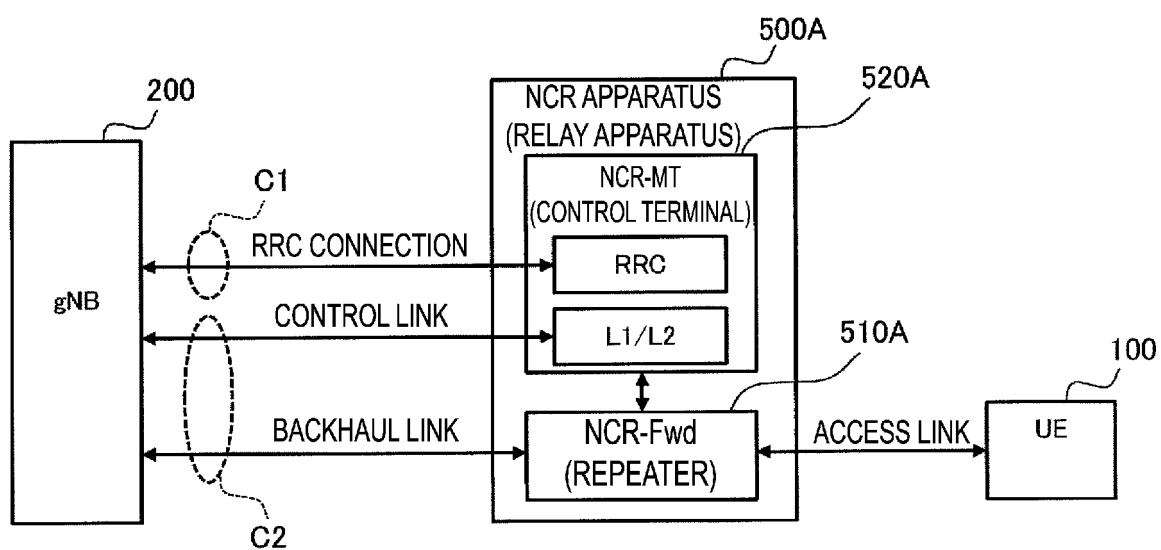 500A
200
NCR APPARATUS
(RELAY APPARATUS)
520A
C1
NCR-MT
(CONTROL TERMINAL)
RRC CONNECTION
RRC
gNB
CONTROL LINK
L1/L2
510A
100
BACKHAUL LINK
NCR-Fwd
(REPEATER)
ACCESS LINK
UE
C2